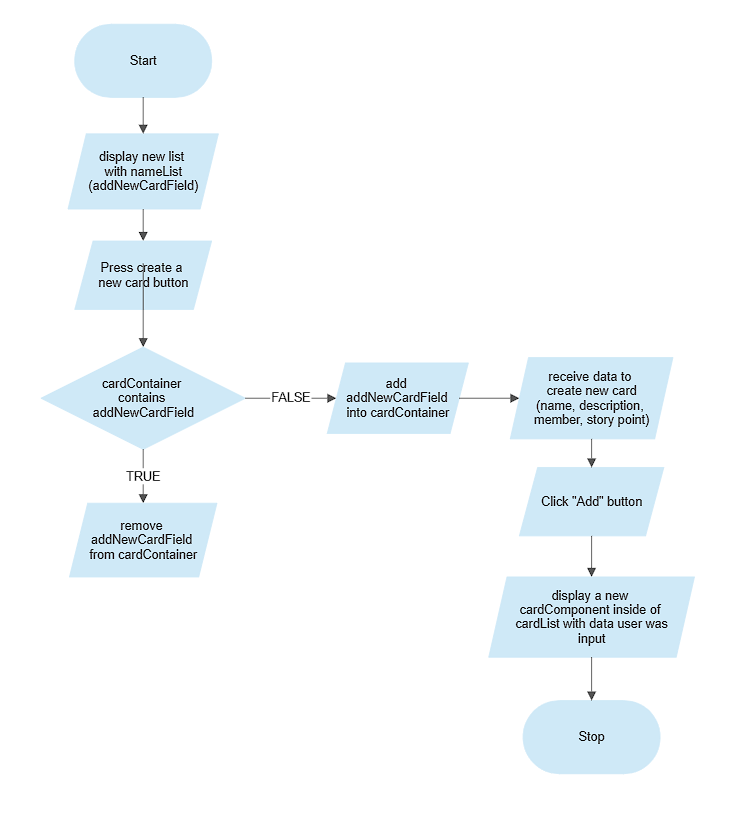 Start
display new list
with nameList
(addNewCardField)
Press create a
new card button
cardContainer
contains
addNewCardField
FALSE
add
addNewCardField
into cardContainer
receive data to
create new card
(name, description,
member, story point)
TRUE
remove
addNewCardField
from cardContainer
Click "Add" button
display a new
cardComponent inside of
cardList with data user was
input
Stop